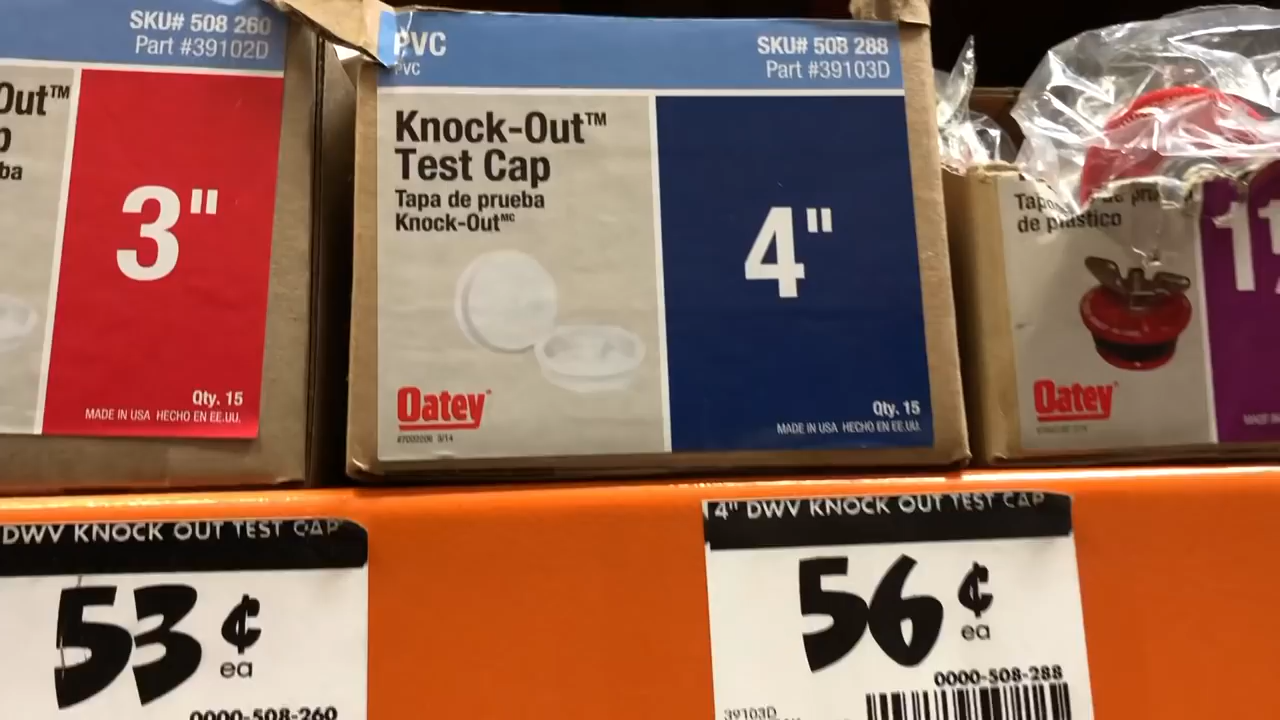 SKU# 508 260
Part #39102D
Out™
3"
Qty. 15
MADE IN USA HECHO EN EE.UU.
PVC
PVC
SKU# 508 288
Part #39103D
Knock-Out™
Test Cap
Tapa de prueba
Knock-Out MC
4"
Oatey
Qty. 15
MADE IN USA HECHO EN EE.UU.
de plástico
Oatey
DWV KNOCK OUT TEST CAP
53¢
ea
0000-508-260
4" DWV KNOCK OUT TEST CAP
56¢
ea
0000-508-288
39103D